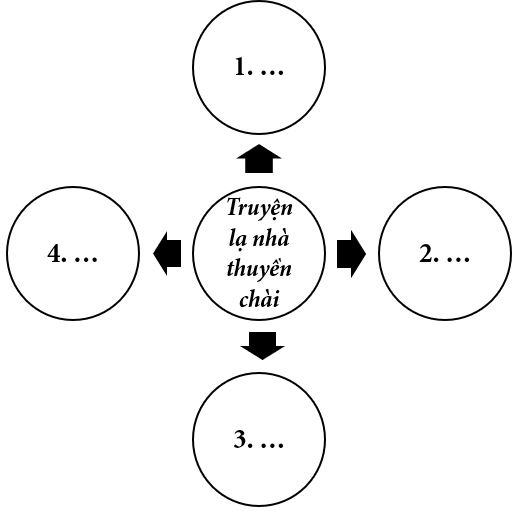 1. ...
4. ...
Truyện
lạ nhà
thuyền
chài
2. ...
3. ...